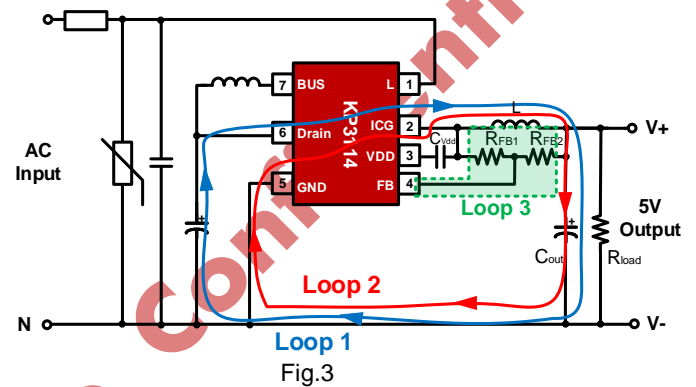 Confidenti
AC
Input
N
7 BUS
6 Drain
5 GND
KP3114
L 1
ICG 2
VDD 3
FB 4
CVdd
L
RFB1
RFB2
Loop 3
Cout
+
+
Rload
V+
5V
Output
V-
Loop 2
Loop 1
Fig.3